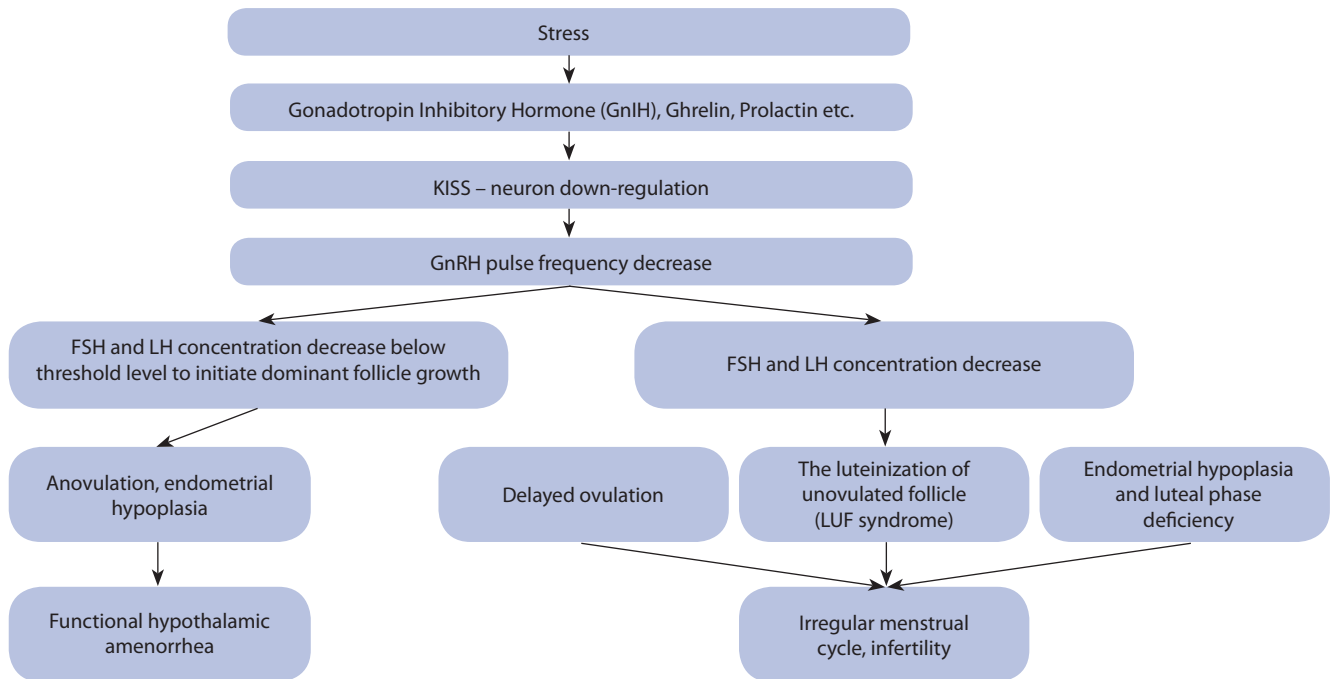 Stress
Gonadotropin Inhibitory Hormone (GnIH), Ghrelin, Prolactin etc.
KISS – neuron down-regulation
GnRH pulse frequency decrease
FSH and LH concentration decrease below
threshold level to initiate dominant follicle growth
FSH and LH concentration decrease
Anovulation, endometrial
hypoplasia
Delayed ovulation
The luteinization of
unovulated follicle
(LUF syndrome)
Endometrial hypoplasia
and luteal phase
deficiency
Functional hypothalamic
amenorrhea
Irregular menstrual
cycle, infertility